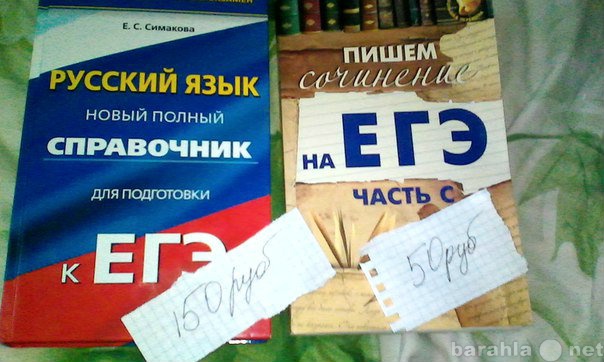 Е. С. Симакова
РУССКИЙ ЯЗЫК
НОВЫЙ ПОЛНЫЙ
СПРАВОЧНИК
ДЛЯ ПОДГОТОВКИ
К ЕГЭ
150 руб
ПИШЕМ
сочинение
НА ЕГЭ
ЧАСТЬ С
50 руб
barahla.net